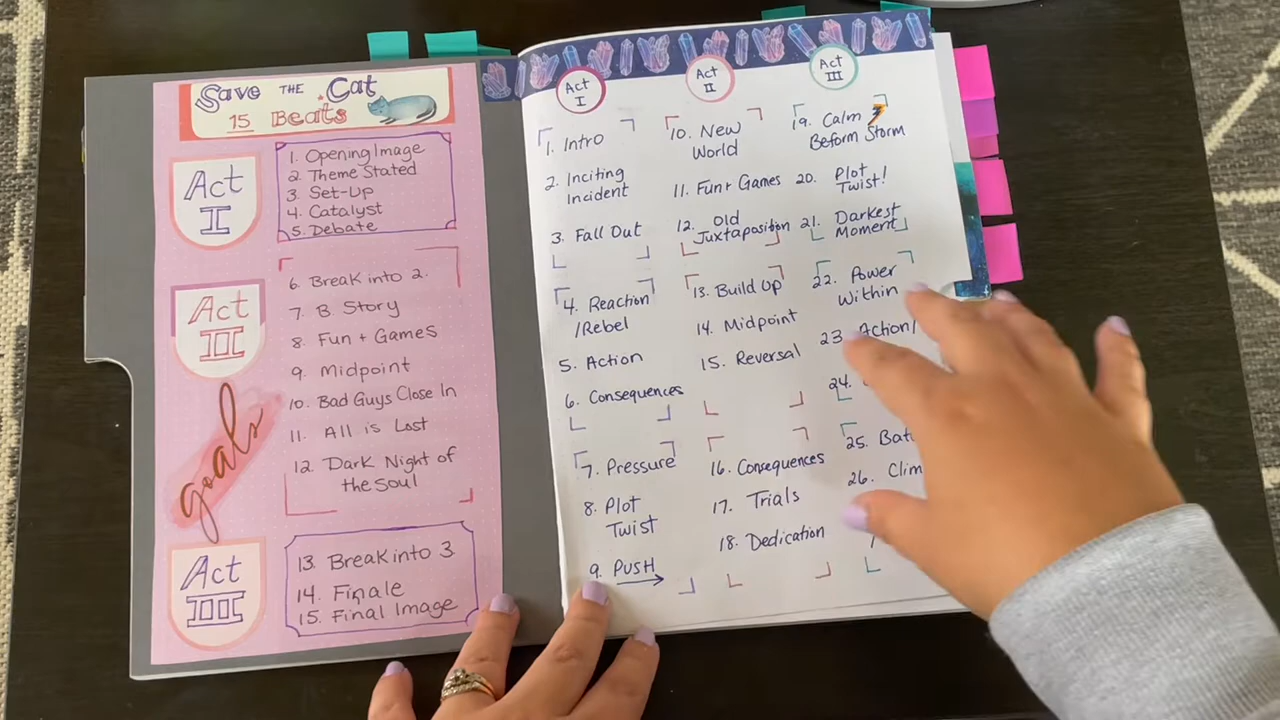 Save THE Cat
15 Beats
Act
I
1. Opening Image
2. Theme Stated
3. Set-Up
4. Catalyst
5. Debate
Act
II
6. Break into 2.
7. B Story
8. Fun + Games
9. Midpoint
10. Bad Guys Close In
11. All is Lost
12. Dark Night of
the Soul
goals
Act
III
13. Break into 3
14. Finale
15. Final Image
Act
I
1. Intro
2. Inciting
Incident
3. Fall Out
4. Reaction
/Rebel
5. Action
6. Consequences
7. Pressure
8. Plot
Twist
9. PUSH
Act
II
10. New
World
11. Fun + Games
12. Old
Juxtaposition
13. Build Up
14. Midpoint
15. Reversal
16. Consequences
17. Trials
18. Dedication
Act
III
19. Calm
Beform Storm
20. Plot
Twist!
21. Darkest
Moment
22. Power
Within
23. Action
24.
25.
26.